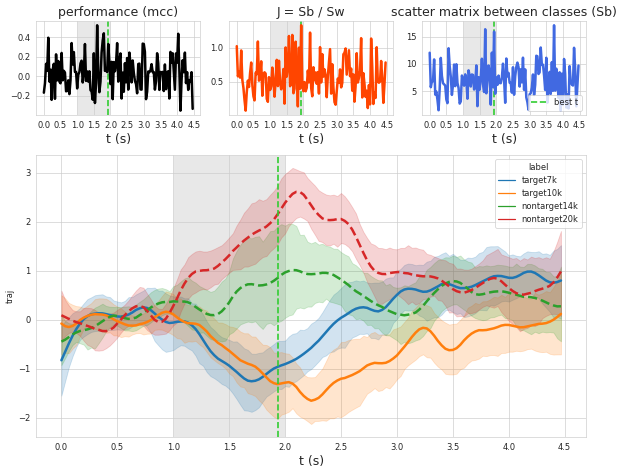 performance (mcc)
J = Sb / Sw
scatter matrix between classes (Sb)
0.4
0.2
0.0
−0.2
0.0 0.5 1.0 1.5 2.0 2.5 3.0 3.5 4.0 4.5
t (s)
1.0
0.5
0.0 0.5 1.0 1.5 2.0 2.5 3.0 3.5 4.0 4.5
t (s)
15
10
5
best t
0.0 0.5 1.0 1.5 2.0 2.5 3.0 3.5 4.0 4.5
t (s)
label
target7k
target10k
nontarget14k
nontarget20k
traj
3
2
1
0
−1
−2
0.0 0.5 1.0 1.5 2.0 2.5 3.0 3.5 4.0 4.5
t (s)